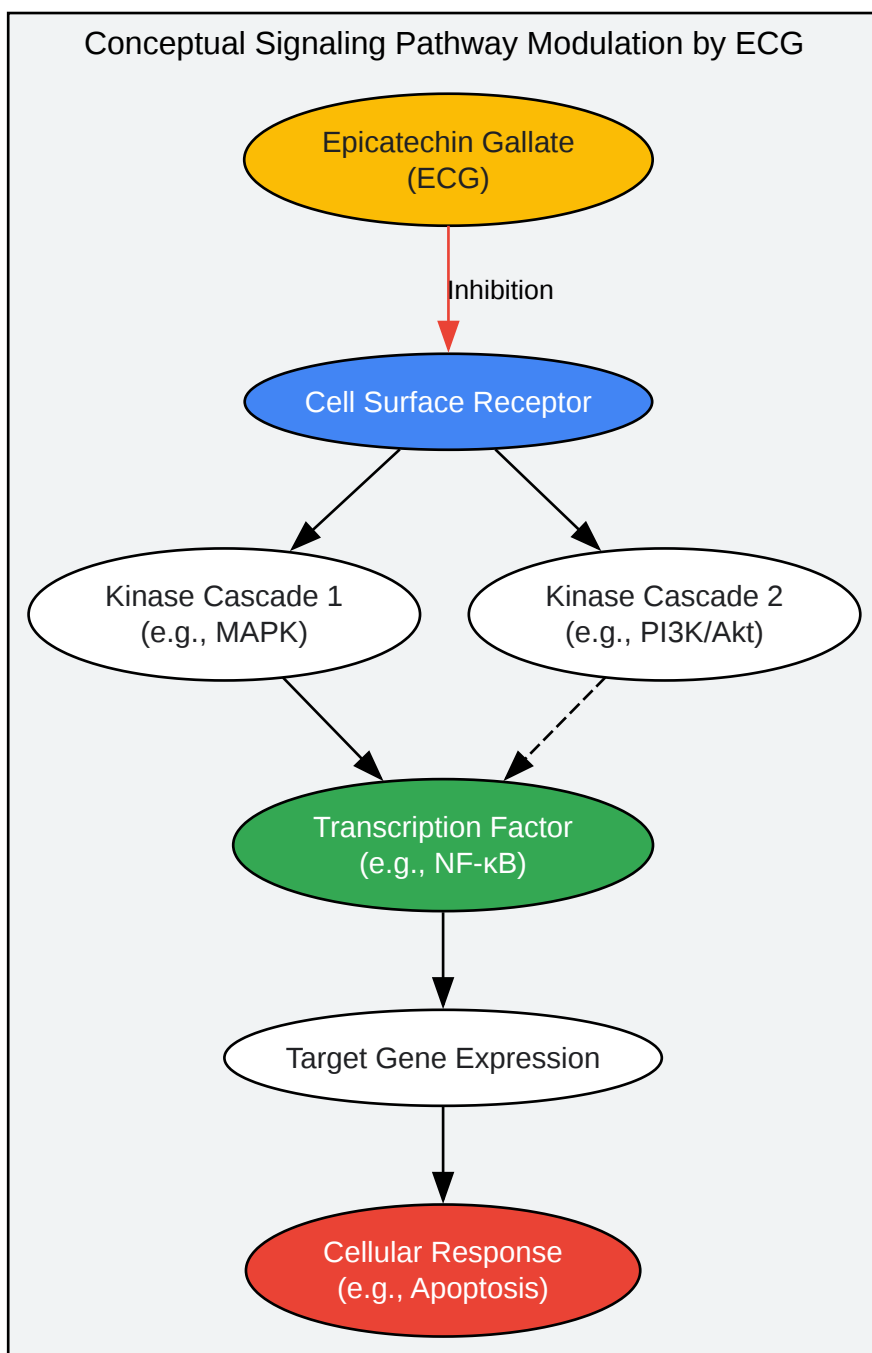 Conceptual Signaling Pathway Modulation by ECG
Epicatechin Gallate
(ECG)
Inhibition
Cell Surface Receptor
Kinase Cascade 1
(e.g., MAPK)
Kinase Cascade 2
(e.g., PI3K/Akt)
Transcription Factor
(e.g., NF-κB)
Target Gene Expression
Cellular Response
(e.g., Apoptosis)